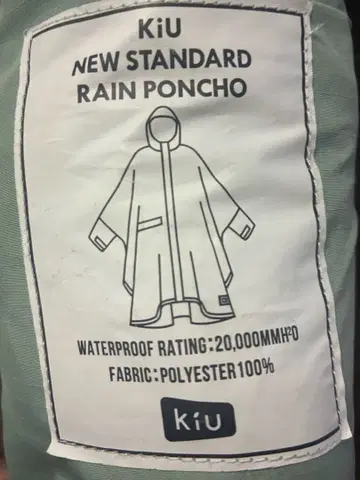 KiU
NEW STANDARD
RAIN PONCHO
WATERPROOF RATING:20,000MMH²O
FABRIC:POLYESTER100%
kiu